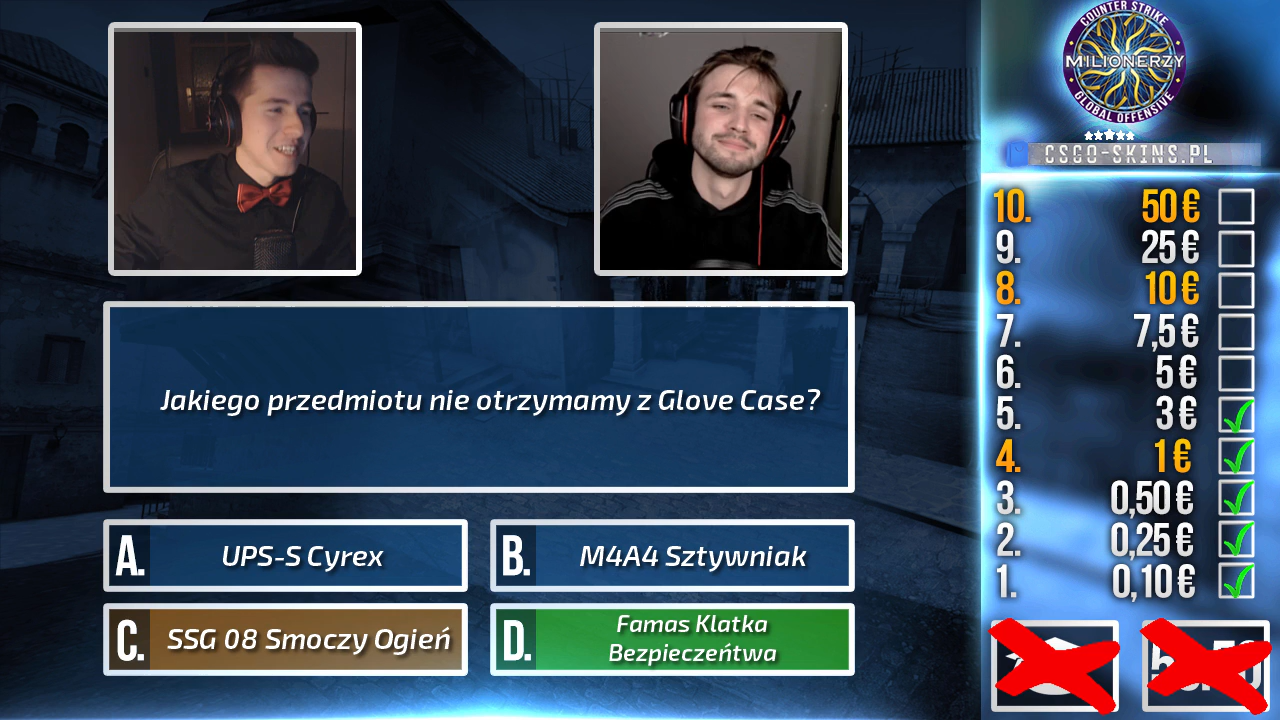 COUNTER STRIKE
MILIONERZY
GLOBAL OFFENSIVE
CSGO-SKINS.PL
Jakiego przedmiotu nie otrzymamy z Glove Case?
A. UPS-S Cyrex
B. M4A4 Sztywniak
C. SSG 08 Smoczy Ogień
D. Famas Klatka
Bezpieczeńtwa
10. 50 €
9. 25 €
8. 10 €
7. 7,5 €
6. 5 €
5. 3 €
4. 1 €
3. 0,50 €
2. 0,25 €
1. 0,10 €